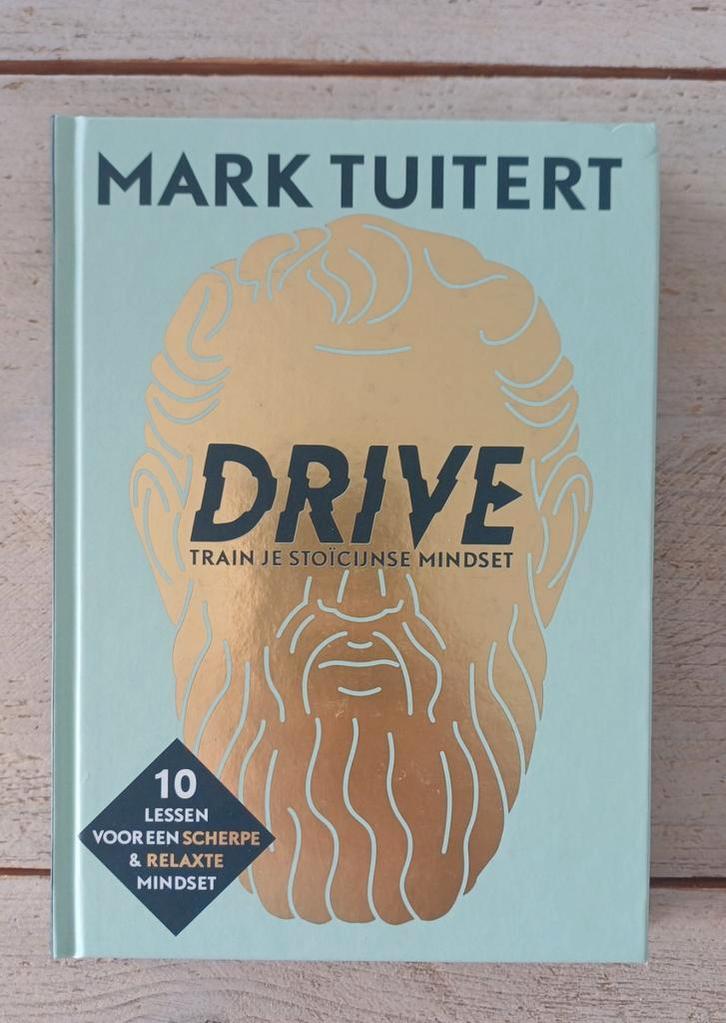 MARK TUITERT
DRIVE
TRAIN JE STOÏCIJNSE MINDSET
10
LESSEN
VOOR EEN SCHERPE
& RELAXTE
MINDSET